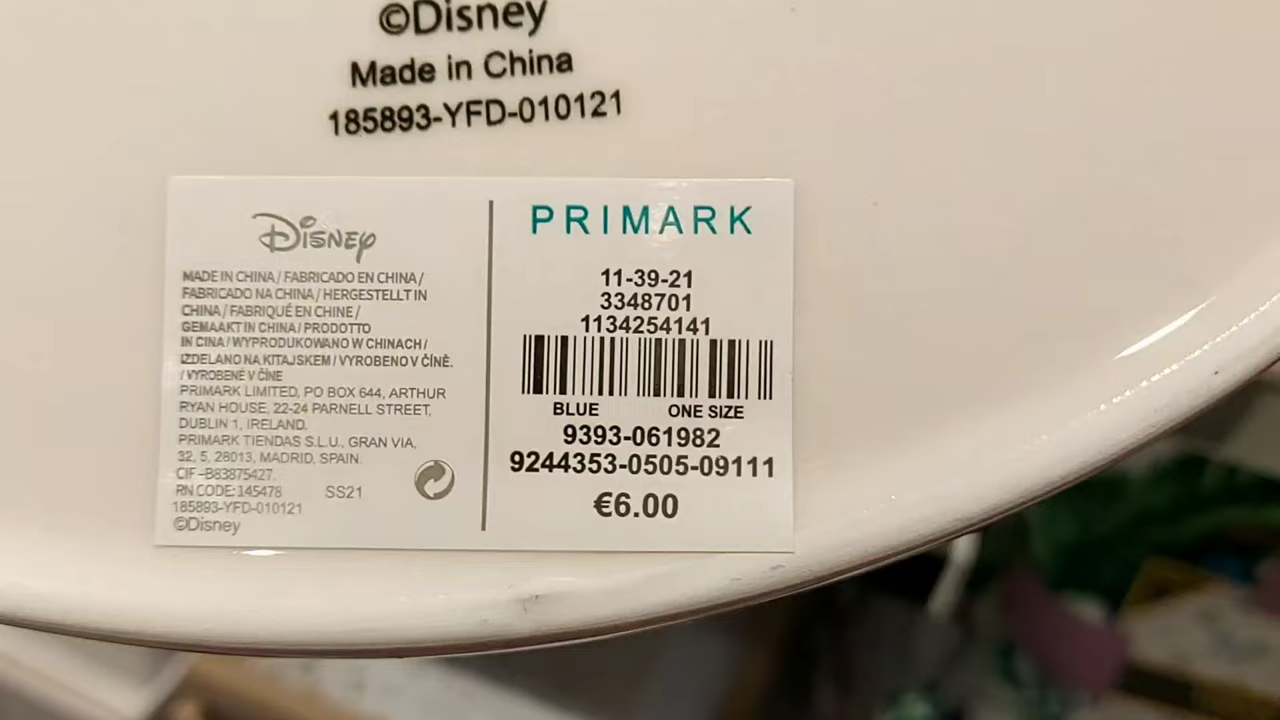 ©Disney
Made in China
185893-YFD-010121
Disney
MADE IN CHINA / FABRICADO EN CHINA /
FABRICADO NA CHINA / HERGESTELLT IN
CHINA / FABRIQUÉ EN CHINE /
GEMAAKT IN CHINA / PRODOTTO
IN CINA / WYPRODUKOWANO W CHINACH /
IZDELANO NA KITAJSKEM / VYROBENO V ČÍNĚ.
/ VYROBENÉ V ČÍNE
PRIMARK LIMITED, PO BOX 644, ARTHUR
RYAN HOUSE, 22-24 PARNELL STREET,
DUBLIN 1, IRELAND.
PRIMARK TIENDAS S.L.U., GRAN VIA,
32, 5, 28013, MADRID, SPAIN.
CIF -B83875427.
RN CODE: 145478 SS21
185893-YFD-010121
©Disney
PRIMARK
11-39-21
3348701
1134254141
BLUE ONE SIZE
9393-061982
9244353-0505-09111
€6.00